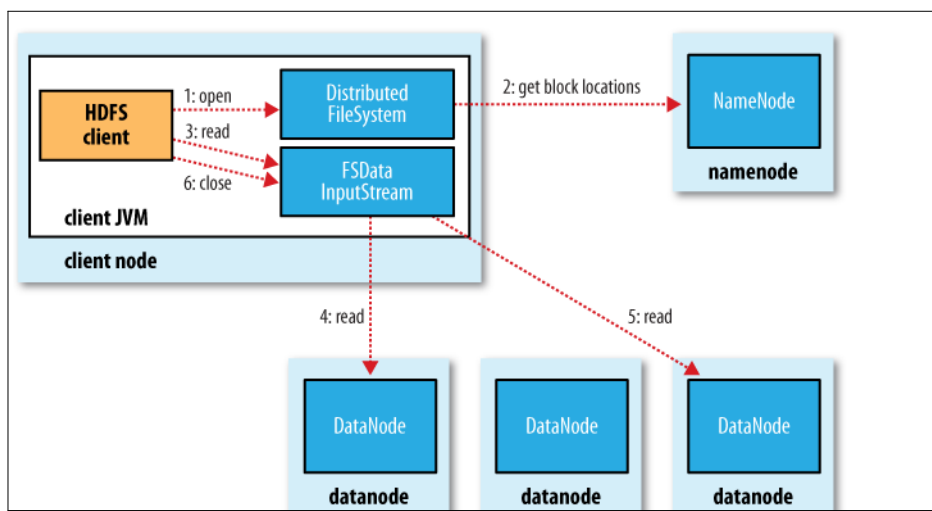 HDFS
client
1: open
3: read
6: close
Distributed
FileSystem
FSData
InputStream
2: get block locations
NameNode
namenode
client JVM
client node
4: read
5: read
DataNode
DataNode
DataNode
datanode
datanode
datanode